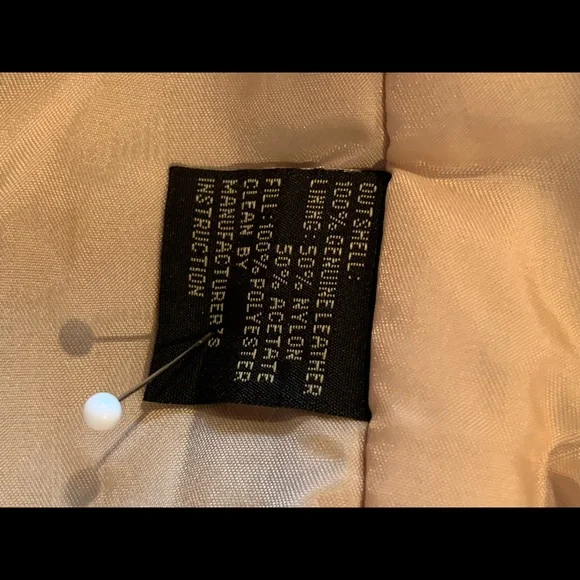 OUTSHELL:
100% GENUINE LEATHER
LINING: 50% NYLON
50% ACETATE
FILL: 100% POLYESTER
CLEAN BY
MANUFACTURER'S
INSTRUCTION